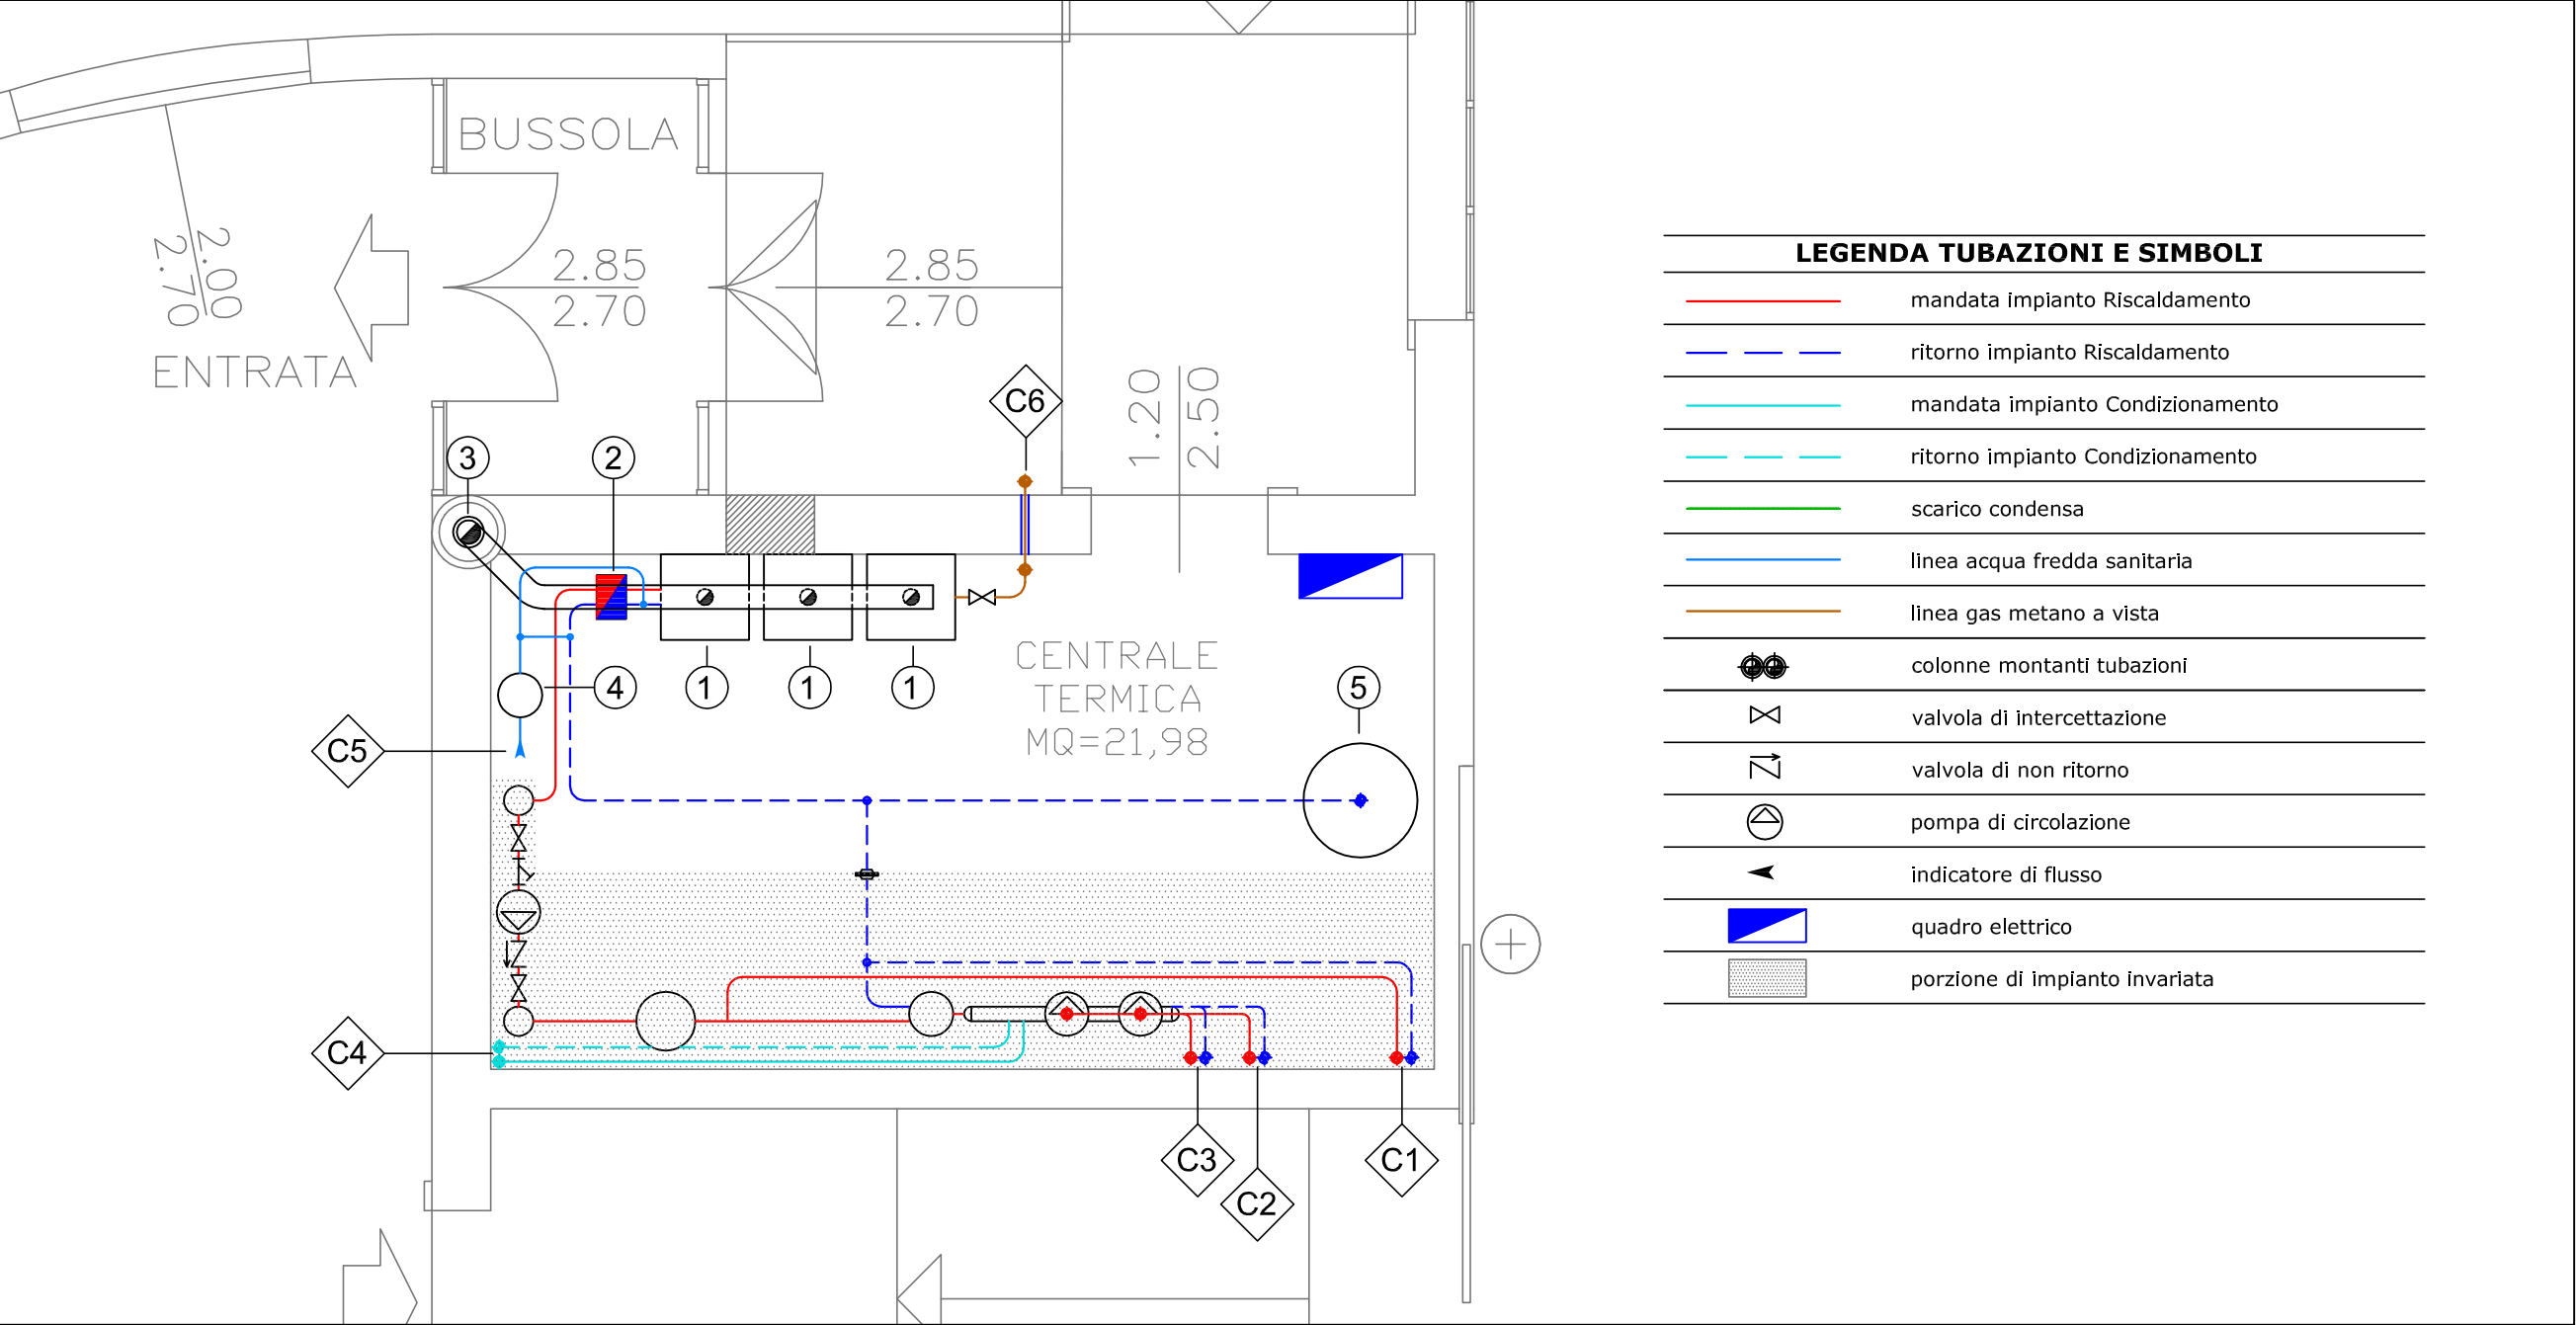 BUSSOLA
2.85
2.70
2.85
2.70
2.00
2.70
ENTRATA
1.20
2.50
C6
3
2
CENTRALE
TERMICA
MQ=21,98
4
1
1
1
5
C5
C4
C3
C2
C1
LEGENDA TUBAZIONI E SIMBOLI
mandata impianto Riscaldamento
ritorno impianto Riscaldamento
mandata impianto Condizionamento
ritorno impianto Condizionamento
scarico condensa
linea acqua fredda sanitaria
linea gas metano a vista
colonne montanti tubazioni
valvola di intercettazione
valvola di non ritorno
pompa di circolazione
indicatore di flusso
quadro elettrico
porzione di impianto invariata